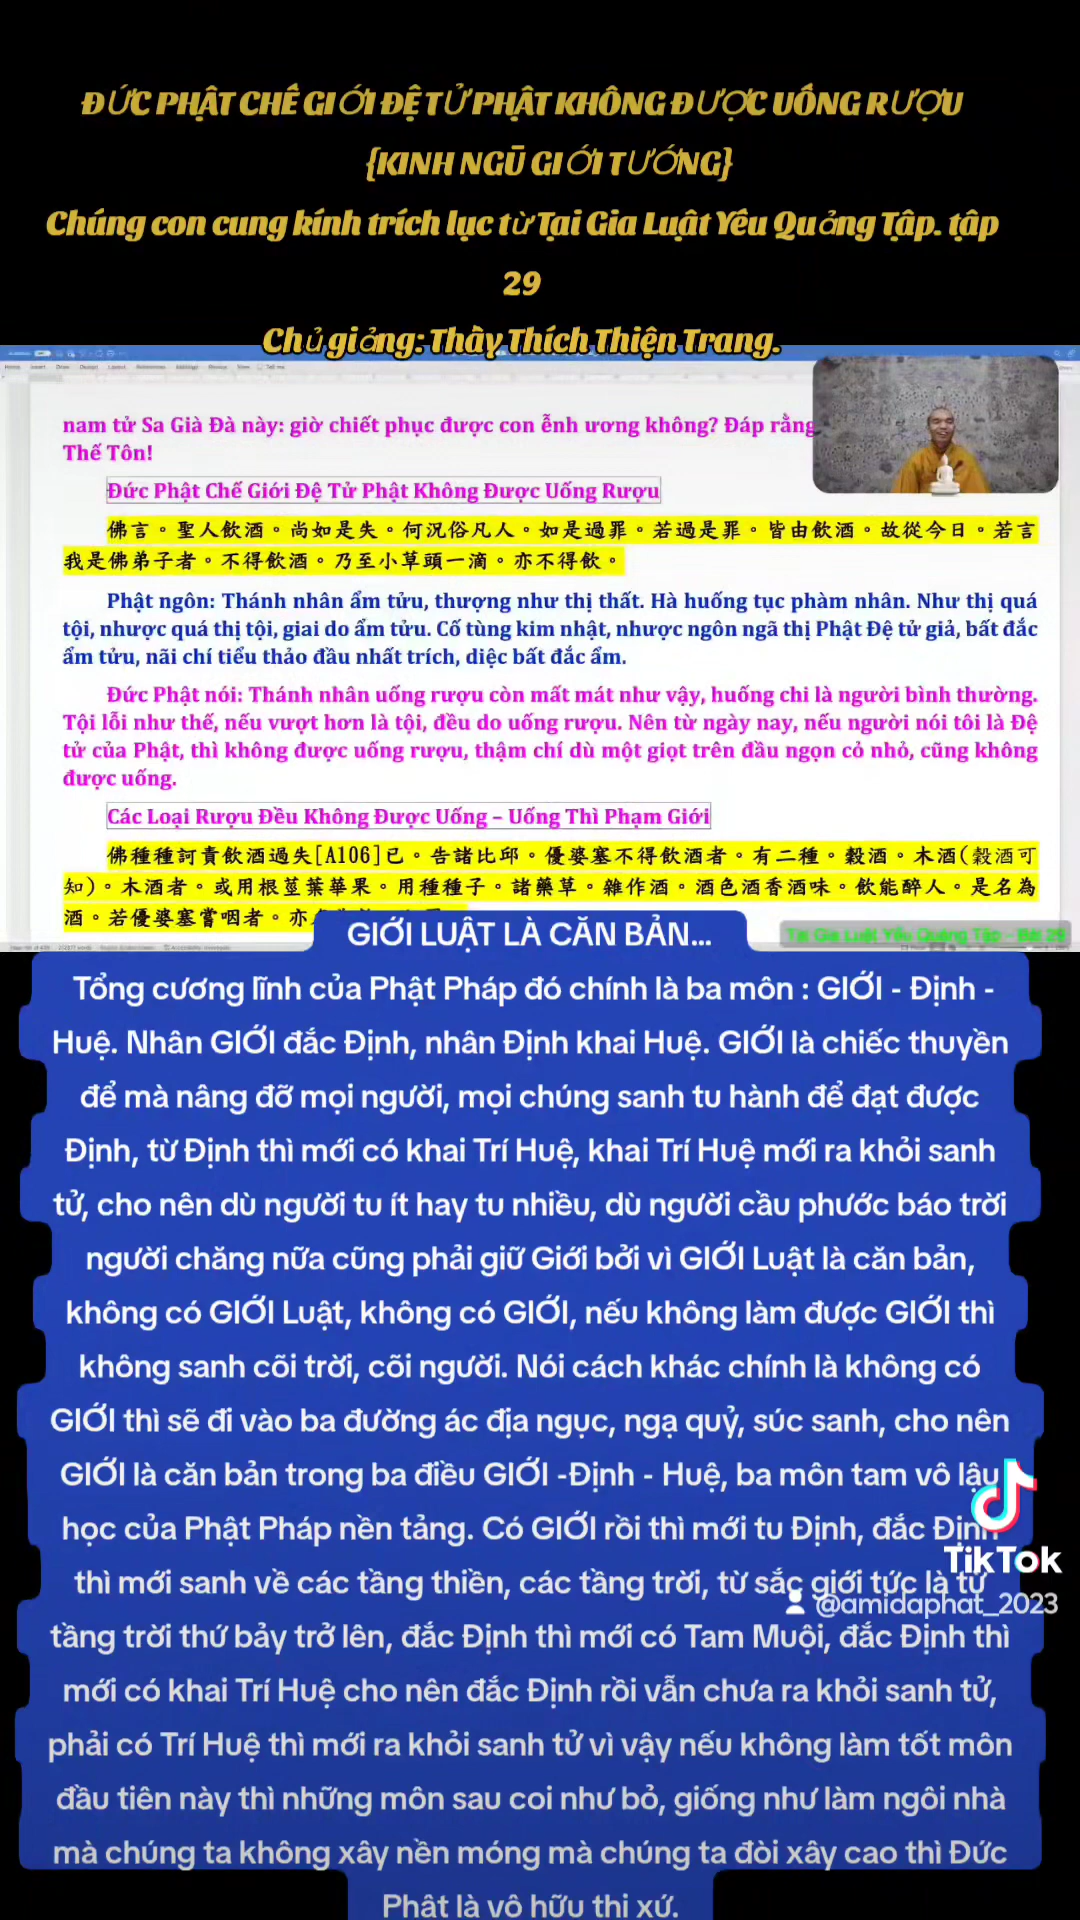 ĐỨC PHẬT CHẾ GIỚI ĐỆ TỬ PHẬT KHÔNG ĐƯỢC UỐNG RƯỢU
{KINH NGŨ GIỚI TƯỚNG}
Chúng con cung kính trích lục từ Tại Gia Luật Yếu Quảng Tập. tập
29
Chủ giảng: Thầy Thích Thiện Trang.
nam tử Sa Già Đà này: giờ chiết phục được con ễnh ương không? Đáp rằng
Thế Tôn!
Đức Phật Chế Giới Đệ Tử Phật Không Được Uống Rượu
佛言。聖人飲酒。尚如是失。何況俗凡人。如是過罪。若過是罪。皆由飲酒。故從今日。若言
我是佛弟子者。不得飲酒。乃至小草頭一滴。亦不得飲。
Phật ngôn: Thánh nhân ẩm tửu, thượng như thị thất. Hà huống tục phàm nhân. Như thị quá
tội, nhược quá thị tội, giai do ẩm tửu. Cố tùng kim nhật, nhược ngôn ngã thị Phật Đệ tử giả, bất đắc
ẩm tửu, nãi chí tiểu thảo đầu nhất trích, diệc bất đắc ẩm.
Đức Phật nói: Thánh nhân uống rượu còn mất mát như vậy, huống chi là người bình thường.
Tội lỗi như thế, nếu vượt hơn là tội, đều do uống rượu. Nên từ ngày nay, nếu người nói tôi là Đệ
tử của Phật, thì không được uống rượu, thậm chí dù một giọt trên đầu ngọn cỏ nhỏ, cũng không
được uống.
Các Loại Rượu Đều Không Được Uống – Uống Thì Phạm Giới
佛種種訶責飲酒過失[A106]已。告諸比邱。優婆塞不得飲酒者。有二種。穀酒。木酒(穀酒可
知)。木酒者。或用根莖葉華果。用種種子。諸藥草。雜作酒。酒色酒香酒味。飲能醉人。是名為
酒。若優婆塞嘗咽者。亦
Tại Gia Luật Yếu Quảng Tập - Bài 29
GIỚI LUẬT LÀ CĂN BẢN...
Tổng cương lĩnh của Phật Pháp đó chính là ba môn : GIỚI - Định -
Huệ. Nhân GIỚI đắc Định, nhân Định khai Huệ. GIỚI là chiếc thuyền
để mà nâng đỡ mọi người, mọi chúng sanh tu hành để đạt được
Định, từ Định thì mới có khai Trí Huệ, khai Trí Huệ mới ra khỏi sanh
tử, cho nên dù người tu ít hay tu nhiều, dù người cầu phước báo trời
người chăng nữa cũng phải giữ Giới bởi vì GIỚI Luật là căn bản,
không có GIỚI Luật, không có GIỚI, nếu không làm được GIỚI thì
không sanh cõi trời, cõi người. Nói cách khác chính là không có
GIỚI thì sẽ đi vào ba đường ác địa ngục, ngạ quỷ, súc sanh, cho nên
GIỚI là căn bản trong ba điều GIỚI -Định - Huệ, ba môn tam vô lậu
học của Phật Pháp nền tảng. Có GIỚI rồi thì mới tu Định, đắc Định
thì mới sanh về các tầng thiền, các tầng trời, từ sắc giới tức là từ
tầng trời thứ bảy trở lên, đắc Định thì mới có Tam Muội, đắc Định thì
mới có khai Trí Huệ cho nên đắc Định rồi vẫn chưa ra khỏi sanh tử,
phải có Trí Huệ thì mới ra khỏi sanh tử vì vậy nếu không làm tốt môn
đầu tiên này thì những môn sau coi như bỏ, giống như làm ngôi nhà
mà chúng ta không xây nền móng mà chúng ta đòi xây cao thì Đức
Phật là vô hữu thị xứ.
TikTok
@amidaphat_2023